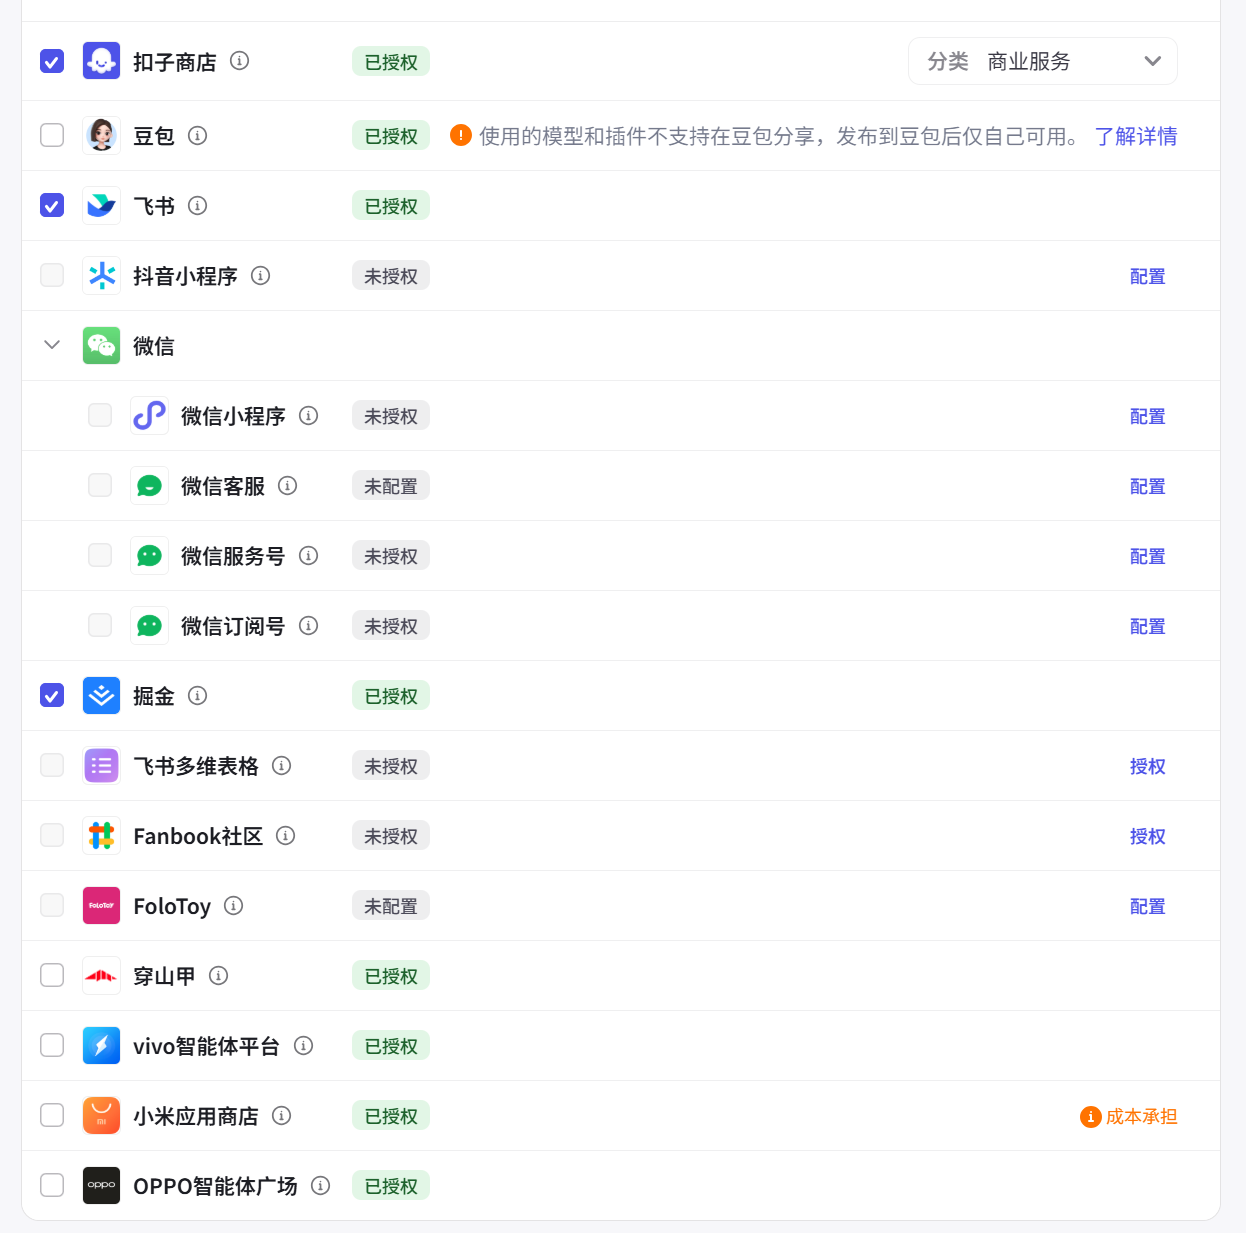 扣子商店 已授权 分类 商业服务
豆包 已授权 使用的模型和插件不支持在豆包分享，发布到豆包后仅自己可用。 了解详情
飞书 已授权
抖音小程序 未授权 配置
微信
微信小程序 未授权 配置
微信客服 未配置 配置
微信服务号 未授权 配置
微信订阅号 未授权 配置
掘金 已授权
飞书多维表格 未授权 授权
Fanbook社区 未授权 授权
FoloToy FoloToy 未配置 配置
穿山甲 已授权
vivo智能体平台 已授权
mi 小米应用商店 已授权 成本承担
oppo OPPO智能体广场 已授权